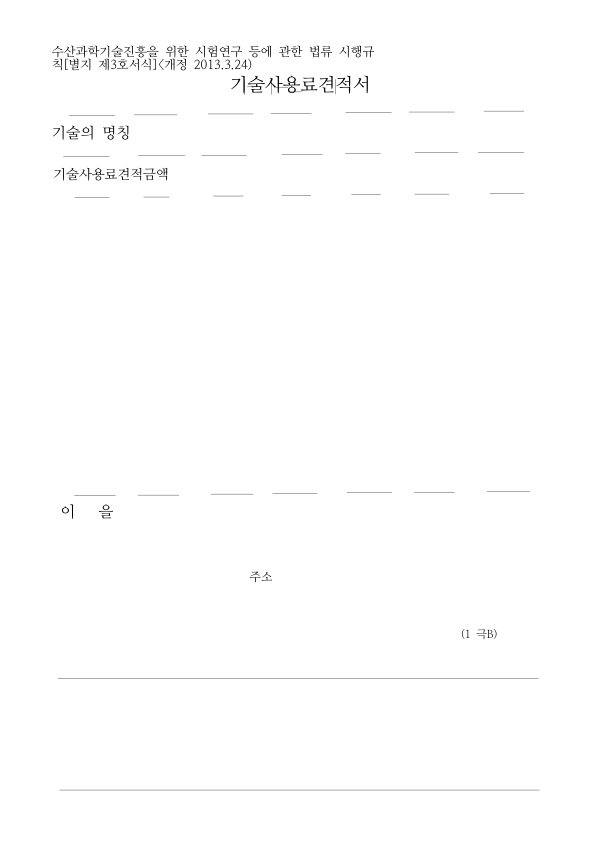 수산과학기술진흥을 위한 시험연구 등에 관한 법류 시행규
칙[별지 제3호서식]<개정 2013.3.24)
기술사용료견적서
기술의 명칭
기술사용료견적금액
이 을
주소
(1 극B)